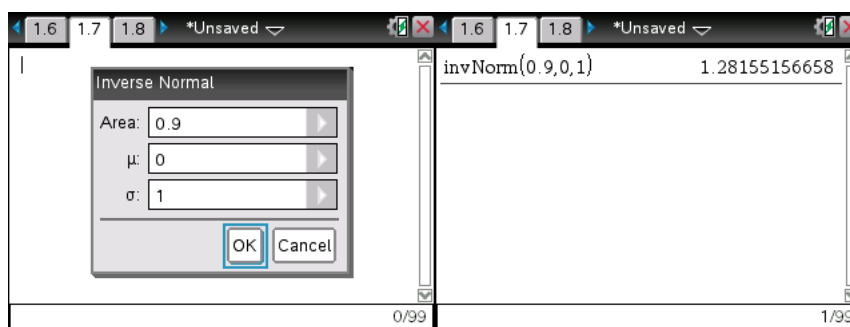 1.6 1.7 1.8 *Unsaved
Inverse Normal
Area: 0.9
μ: 0
σ: 1
OK Cancel
0/99
1.6 1.7 1.8 *Unsaved
invNorm(0.9,0,1) 1.28155156658
1/99